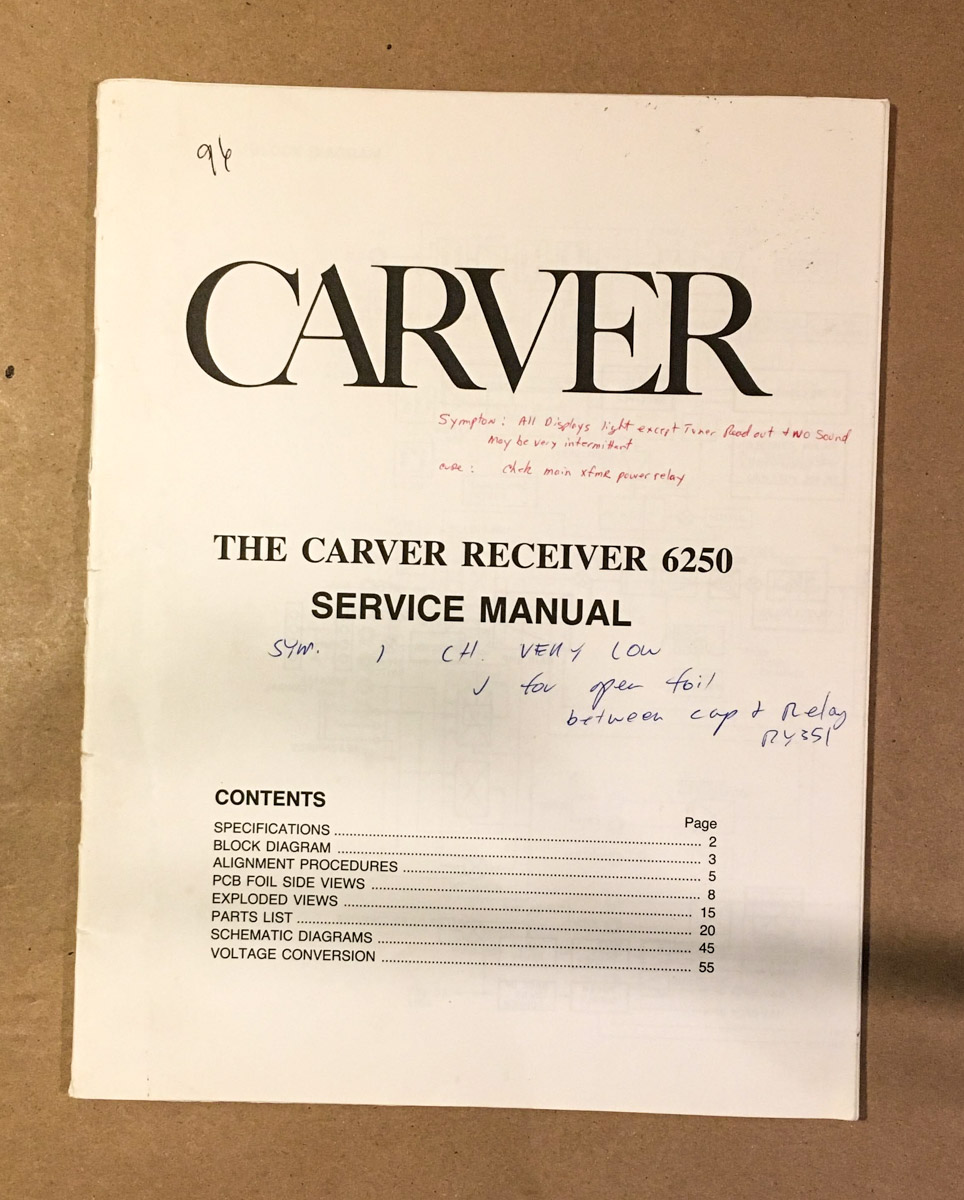 96
CARVER
Symptom: All Displays light except Tuner Read out + NO Sound
May be very intermittent
cure: Chek main xfmr power relay
THE CARVER RECEIVER 6250
SERVICE MANUAL
SYM. 1 CH. VERY LOW
✓ for open foil
between cap + Relay
RY351
CONTENTS
Page
SPECIFICATIONS 2
BLOCK DIAGRAM 3
ALIGNMENT PROCEDURES 5
PCB FOIL SIDE VIEWS 8
EXPLODED VIEWS 15
PARTS LIST 20
SCHEMATIC DIAGRAMS 45
VOLTAGE CONVERSION 55